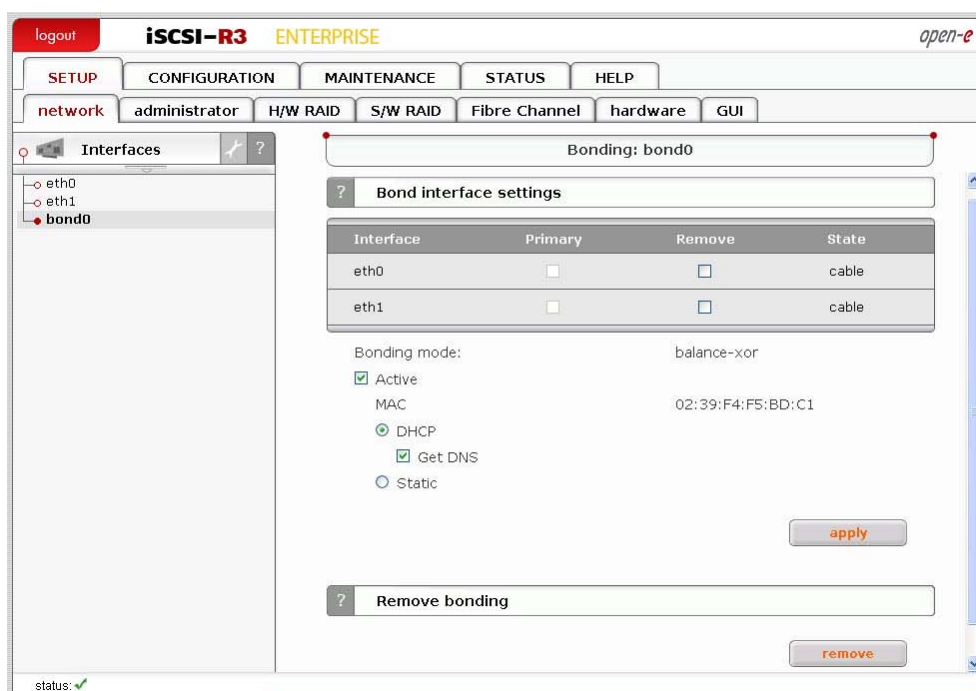 logout iSCSI-R3 ENTERPRISE open-e
SETUP CONFIGURATION MAINTENANCE STATUS HELP
network administrator H/W RAID S/W RAID Fibre Channel hardware GUI
Interfaces ?
eth0
eth1
bond0
Bonding: bond0
? Bond interface settings
Interface Primary Remove State
eth0 cable
eth1 cable
Bonding mode: balance-xor
Active
MAC 02:39:F4:F5:BD:C1
DHCP
Get DNS
Static
apply
? Remove bonding
remove
status: